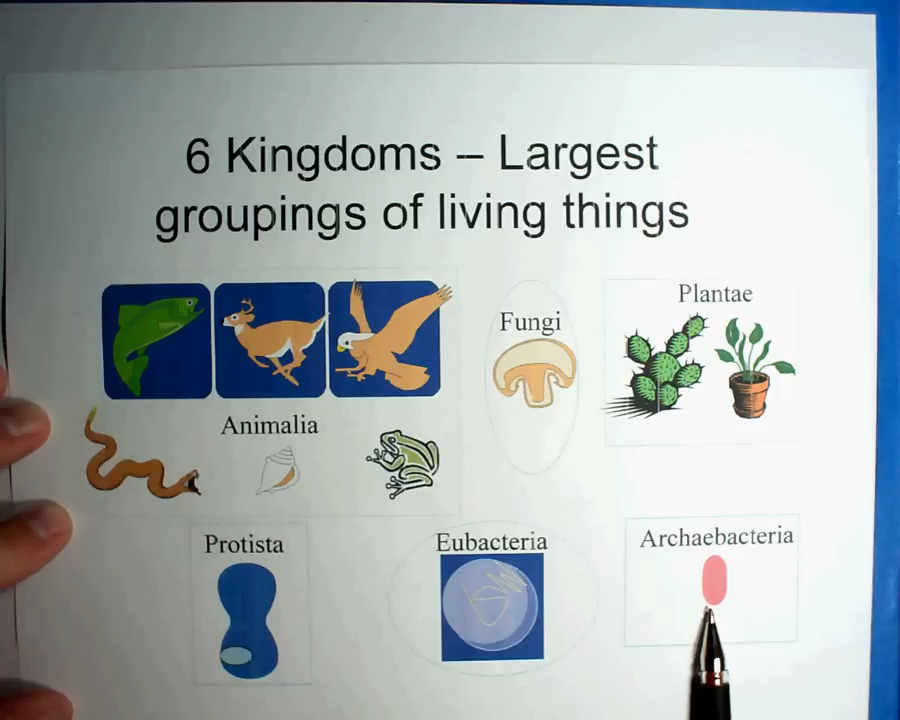 6 Kingdoms – Largest
groupings of living things
Plantae
Fungi
Animalia
Protista
Eubacteria
Archaebacteria